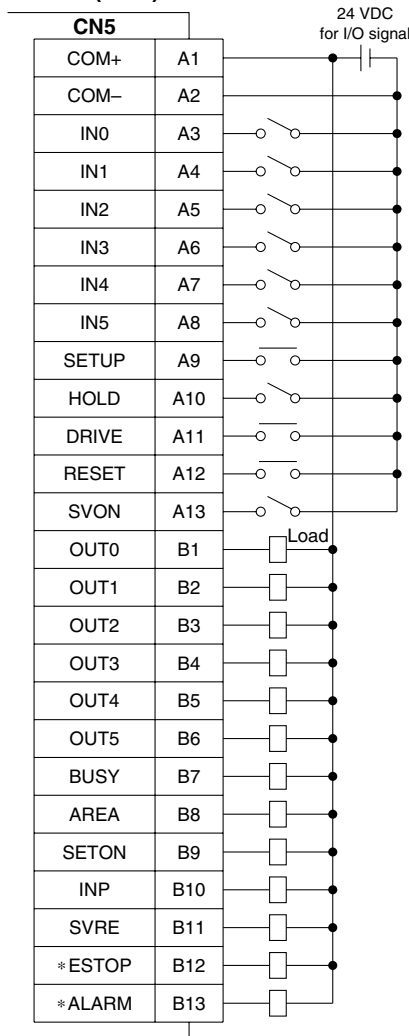 24 VDC
for I/O signal
CN5
COM+ A1
COM– A2
IN0 A3
IN1 A4
IN2 A5
IN3 A6
IN4 A7
IN5 A8
SETUP A9
HOLD A10
DRIVE A11
RESET A12
SVON A13
Load
OUT0 B1
OUT1 B2
OUT2 B3
OUT3 B4
OUT4 B5
OUT5 B6
BUSY B7
AREA B8
SETON B9
INP B10
SVRE B11
*ESTOP B12
*ALARM B13